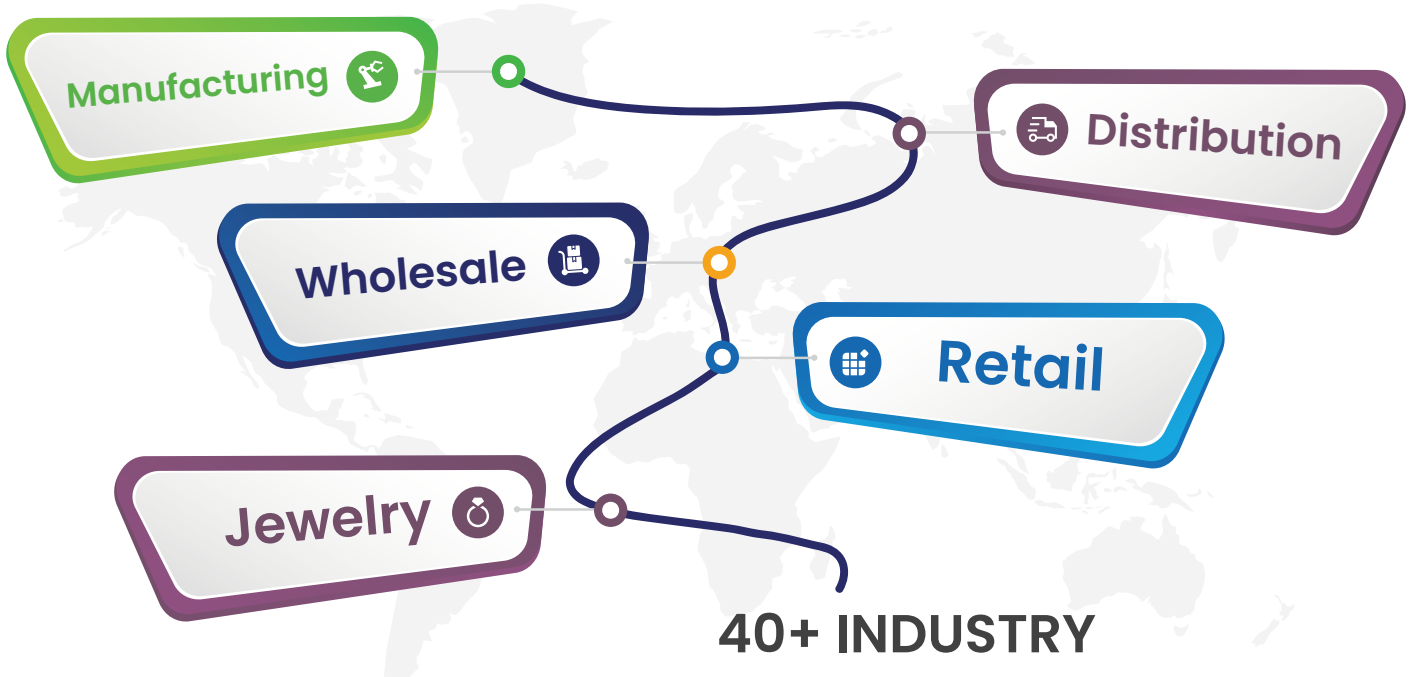 Manufacturing
Distribution
Wholesale
Retail
Jewelry
40+ INDUSTRY